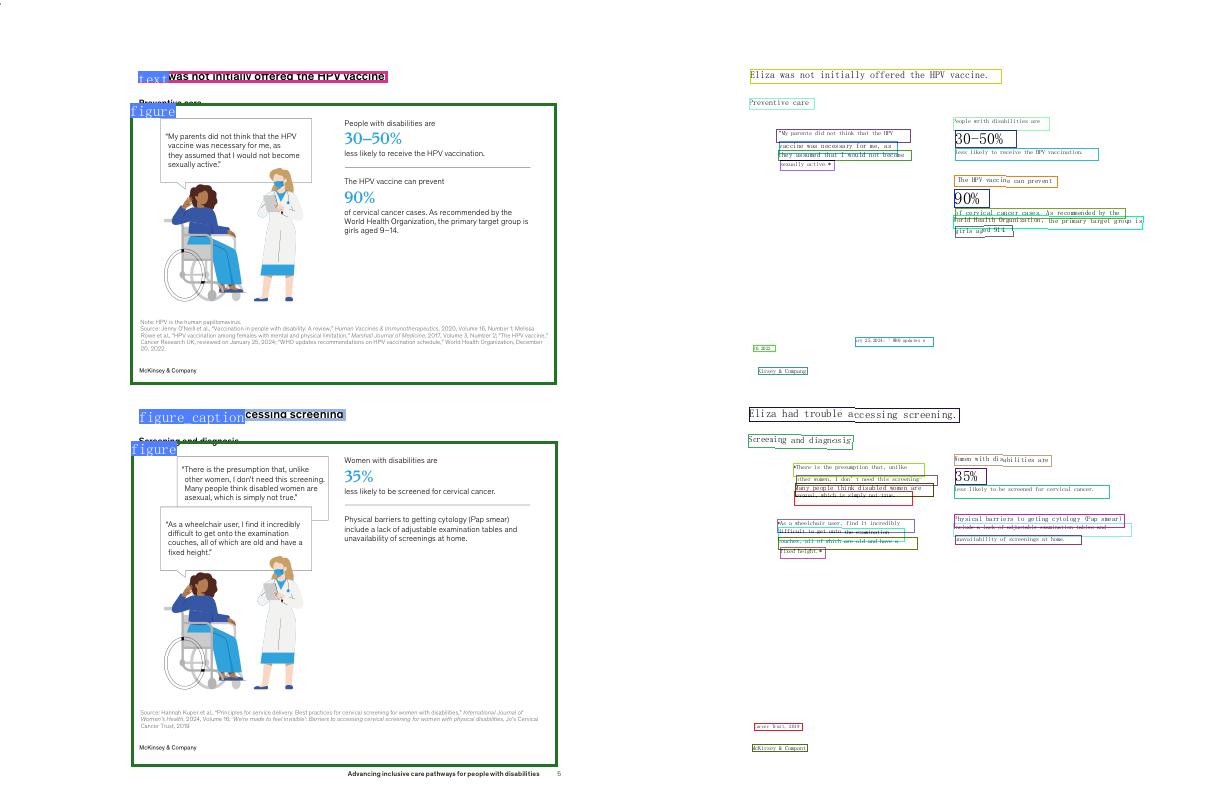 text was not initially offered the HPV vaccine
Preventive care
figure
“My parents did not think that the HPV
vaccine was necessary for me, as
they assumed that I would not become
sexually active.”
People with disabilities are
30–50%
less likely to receive the HPV vaccination.
The HPV vaccine can prevent
90%
of cervical cancer cases. As recommended by the
World Health Organization, the primary target group is
girls aged 9–14.
Note: HPV is the human papillomavirus.
Source: Jenny O’Neill et al., “Vaccination in people with disability: A review,” Human Vaccines & Immunotherapeutics, 2020, Volume 16, Number 1; Melissa
Rowe et al., “HPV vaccination among females with mental and physical limitation,” Marshal Journal of Medicine, 2017, Volume 3, Number 2; “The HPV vaccine,”
Cancer Research UK, reviewed on January 25, 2024; “WHO updates recommendations on HPV vaccination schedule,” World Health Organization, December
20, 2022.
McKinsey & Company
figure_caption cessing screening
Screening and diagnosis
figure
“There is the presumption that, unlike
other women, I don’t need this screening.
Many people think disabled women are
asexual, which is simply not true.”
“As a wheelchair user, I find it incredibly
difficult to get onto the examination
couches, all of which are old and have a
fixed height.”
Women with disabilities are
35%
less likely to be screened for cervical cancer.
Physical barriers to getting cytology (Pap smear)
include a lack of adjustable examination tables and
unavailability of screenings at home.
Source: Hannah Kuper et al., “Principles for service delivery: Best practices for cervical screening for women with disabilities,” International Journal of
Women’s Health, 2024, Volume 16; ‘We’re made to feel invisible’: Barriers to accessing cervical screening for women with physical disabilities, Jo’s Cervical
Cancer Trust, 2019
McKinsey & Company
Advancing inclusive care pathways for people with disabilities 5
Eliza was not initially offered the HPV vaccine.
Preventive care
“My parents did not think that the HPV
vaccine was necessary for me, as
they assumed that I would not become
sexually active.”
People with disabilities are
30-50%
less likely to receive the HPV vaccination.
The HPV vaccine can prevent
90%
of cervical cancer cases. As recommended by the
World Health Organization, the primary target group is
girls aged 914
20 2022
ary 25, 2024; “WHO updates r
Kinsey & Company
Eliza had trouble accessing screening.
Screening and diagnosis
“There is the presumption that, unlike
other women, I don't need this screening
Many people think disabled women are
sexual, which is simply not true.
“As a wheelchair user, find it incredibly
difficult to get onto the examination
couches, all of which are old and have a
fixed height.”
Women with disabilities are
35%
less likely to be screened for cervical cancer.
Physical barriers to geting cytology (Pap smear)
include a lack of adjustable examination tables and
unavailability of screenings at home.
Cancer Trust, 2019
McKinsey & Company